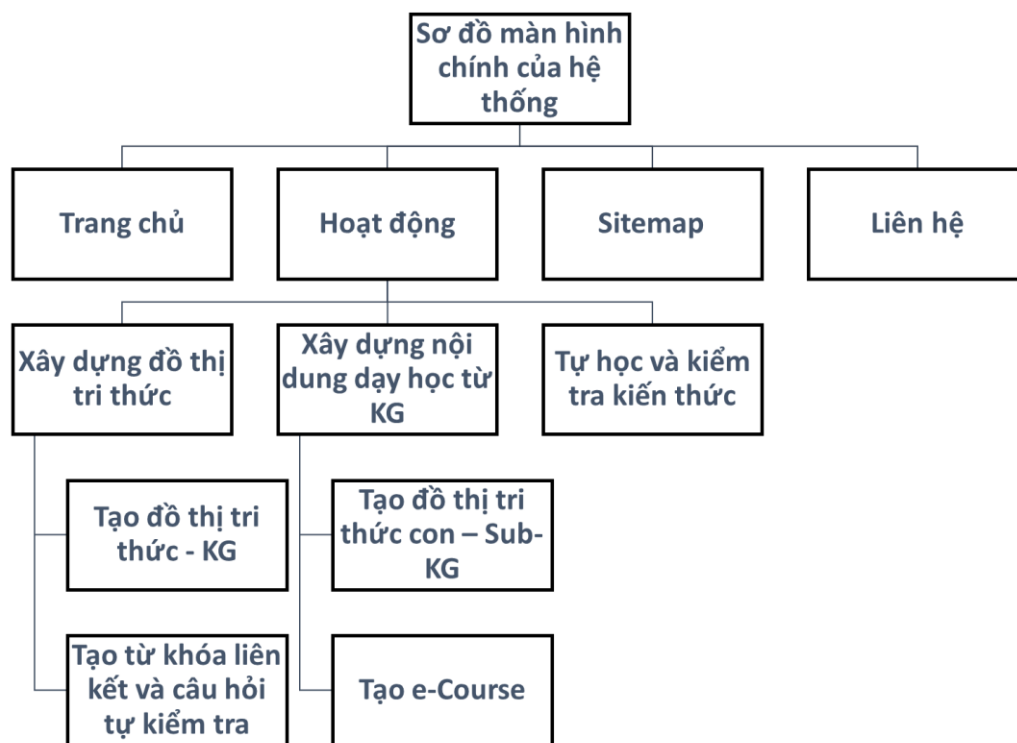 Sơ đồ màn hình
chính của hệ
thống
Trang chủ
Hoạt động
Sitemap
Liên hệ
Xây dựng đồ thị
tri thức
Xây dựng nội
dung dạy học từ
KG
Tự học và kiểm
tra kiến thức
Tạo đồ thị tri
thức - KG
Tạo đồ thị tri
thức con – Sub-
KG
Tạo từ khóa liên
kết và câu hỏi
tự kiểm tra
Tạo e-Course